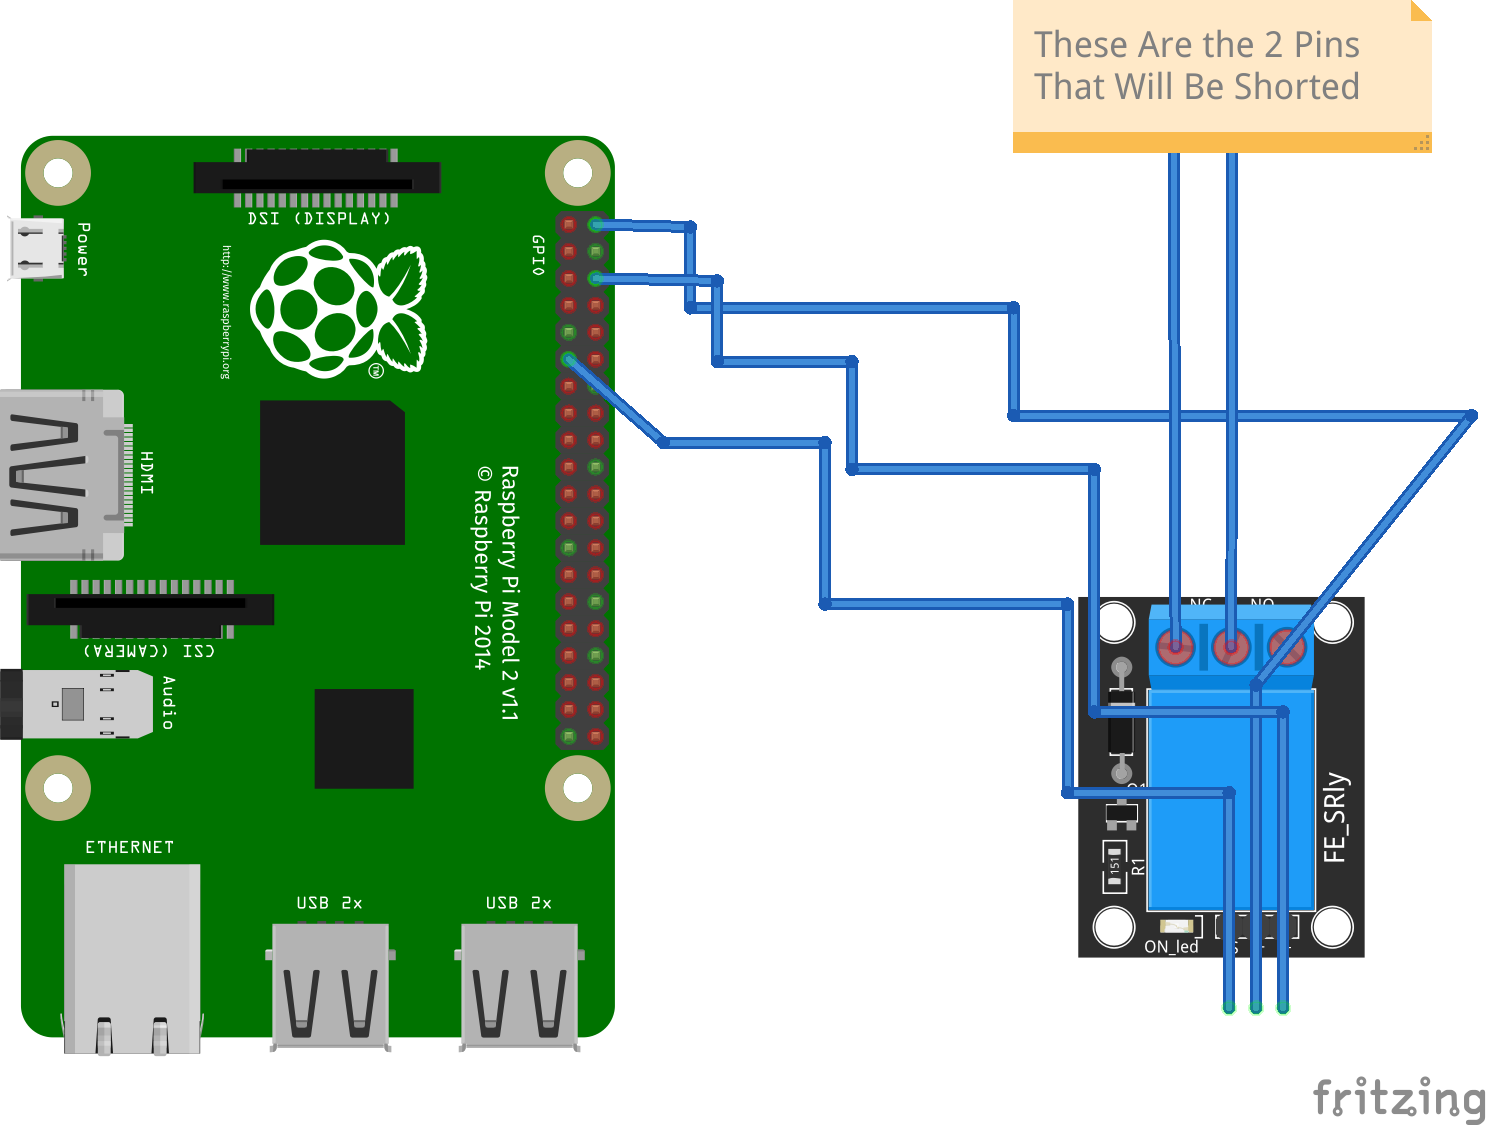 These Are the 2 Pins
That Will Be Shorted
DSI (DISPLAY)
Power
GPIO
http://www.raspberrypi.org
TM
HDMI
Raspberry Pi Model 2 v1.1
© Raspberry Pi 2014
CSI (CAMERA)
Audio
ETHERNET
USB 2x
USB 2x
NC
NO
FE_SRly
R1
151
ON_led
S
fritzing